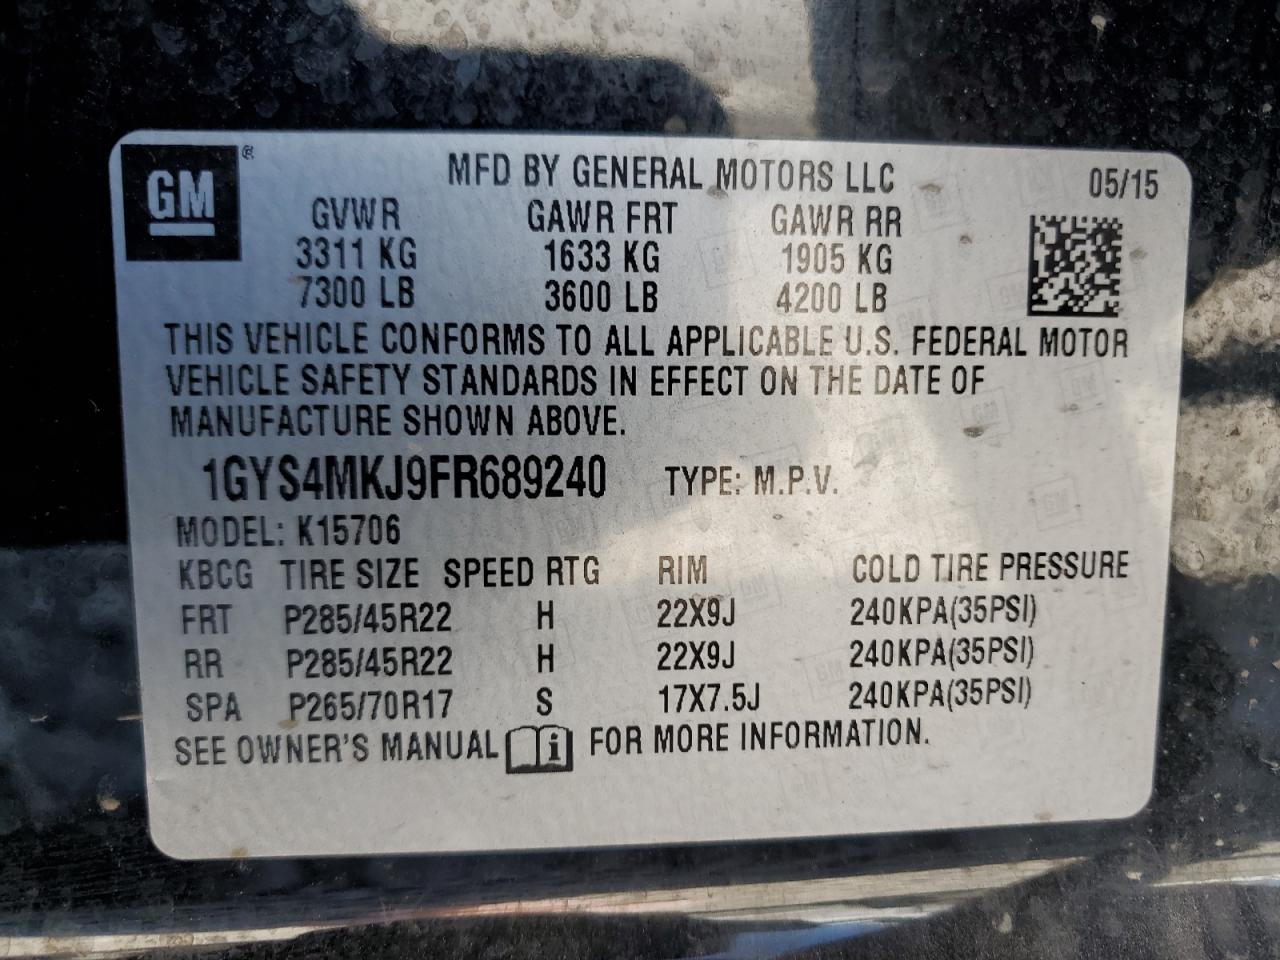 GM ®
MFD BY GENERAL MOTORS LLC 05/15
GVWR GAWR FRT GAWR RR
3311 KG 1633 KG 1905 KG
7300 LB 3600 LB 4200 LB
THIS VEHICLE CONFORMS TO ALL APPLICABLE U.S. FEDERAL MOTOR
VEHICLE SAFETY STANDARDS IN EFFECT ON THE DATE OF
MANUFACTURE SHOWN ABOVE.
1GYS4MKJ9FR689240 TYPE: M.P.V.
MODEL: K15706
KBCG TIRE SIZE SPEED RTG RIM COLD TIRE PRESSURE
FRT P285/45R22 H 22X9J 240KPA(35PSI)
RR P285/45R22 H 22X9J 240KPA(35PSI)
SPA P265/70R17 S 17X7.5J 240KPA(35PSI)
SEE OWNER'S MANUAL i FOR MORE INFORMATION.